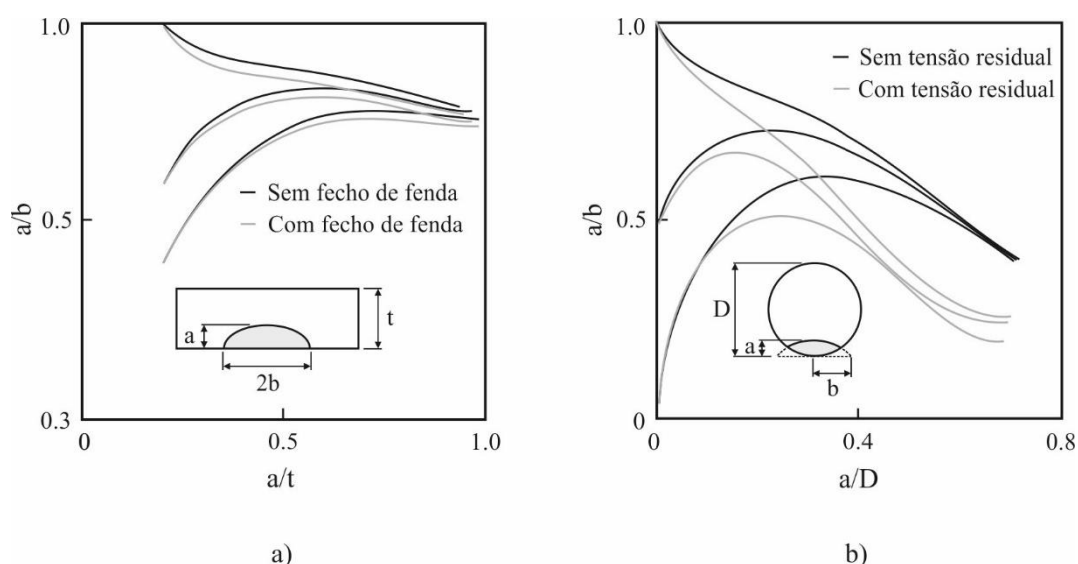 1.0
0.5
0.3
a/b
0
0.5
1.0
a/t
Sem fecho de fenda
Com fecho de fenda
a
t
2b
a)
1.0
0.5
0
a/b
0
0.4
0.8
a/D
Sem tensão residual
Com tensão residual
D
a
b
b)